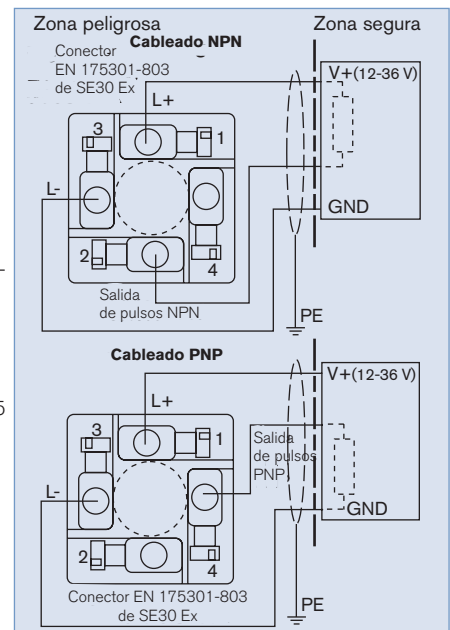 Zona peligrosa
Zona segura
Cableado NPN
Conector
EN 175301-803
de SE30 Ex
L+
V+(12-36 V)
3
1
L-
GND
2
4
Salida
de pulsos NPN
PE
Cableado PNP
V+(12-36 V)
L+
5
3
1
Salida
de pulsos
PNP
L-
GND
2
4
Conector EN 175301-803
de SE30 Ex
PE